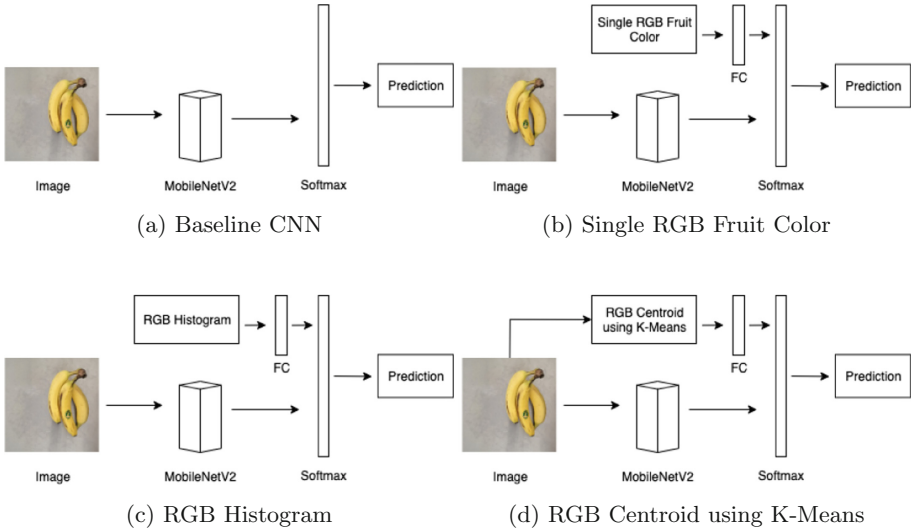 Prediction
Image
MobileNetV2
Softmax
(a) Baseline CNN
Single RGB Fruit
Color
FC
Prediction
Image
MobileNetV2
Softmax
(b) Single RGB Fruit Color
RGB Histogram
FC
Prediction
Image
MobileNetV2
Softmax
(c) RGB Histogram
RGB Centroid
using K-Means
FC
Prediction
Image
MobileNetV2
Softmax
(d) RGB Centroid using K-Means